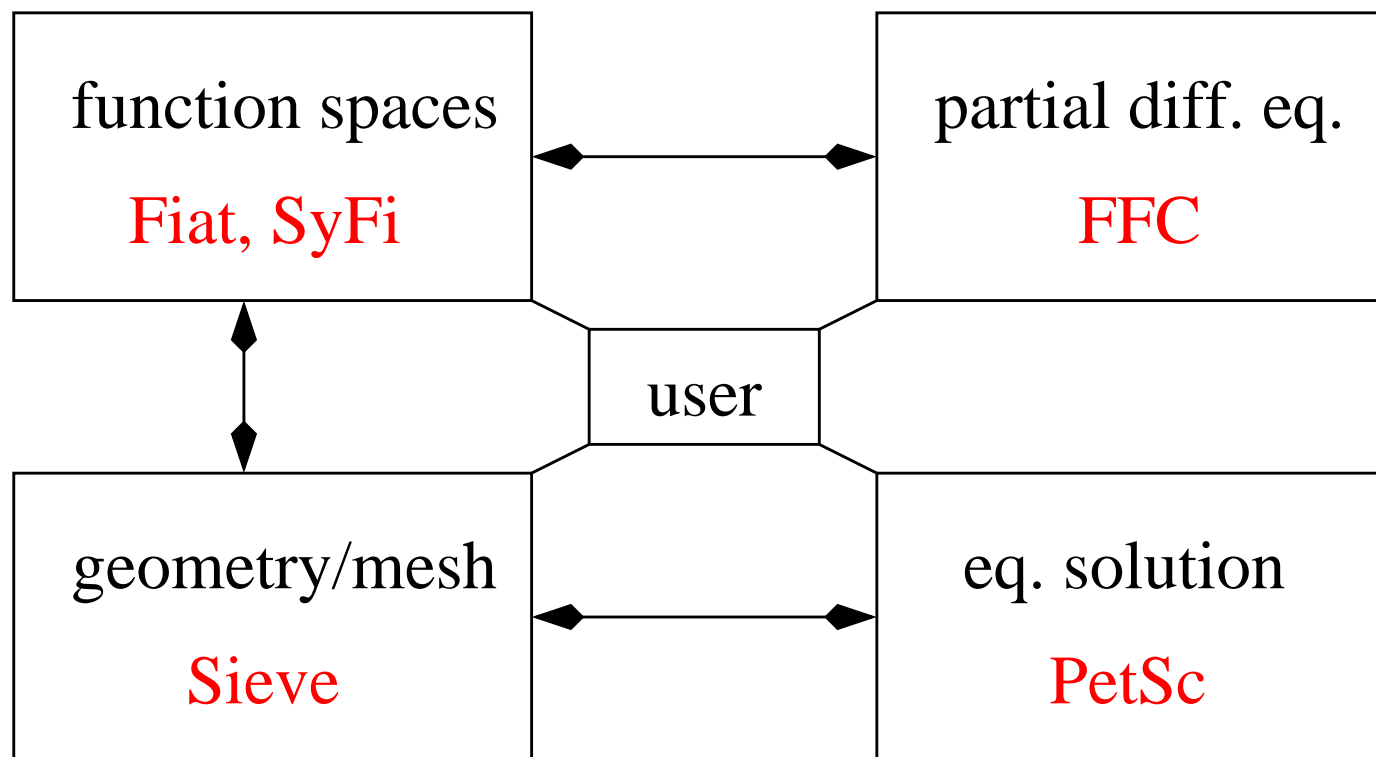 function spaces
Fiat, SyFi
partial diff. eq.
FFC
user
geometry/mesh
Sieve
eq. solution
PetSc